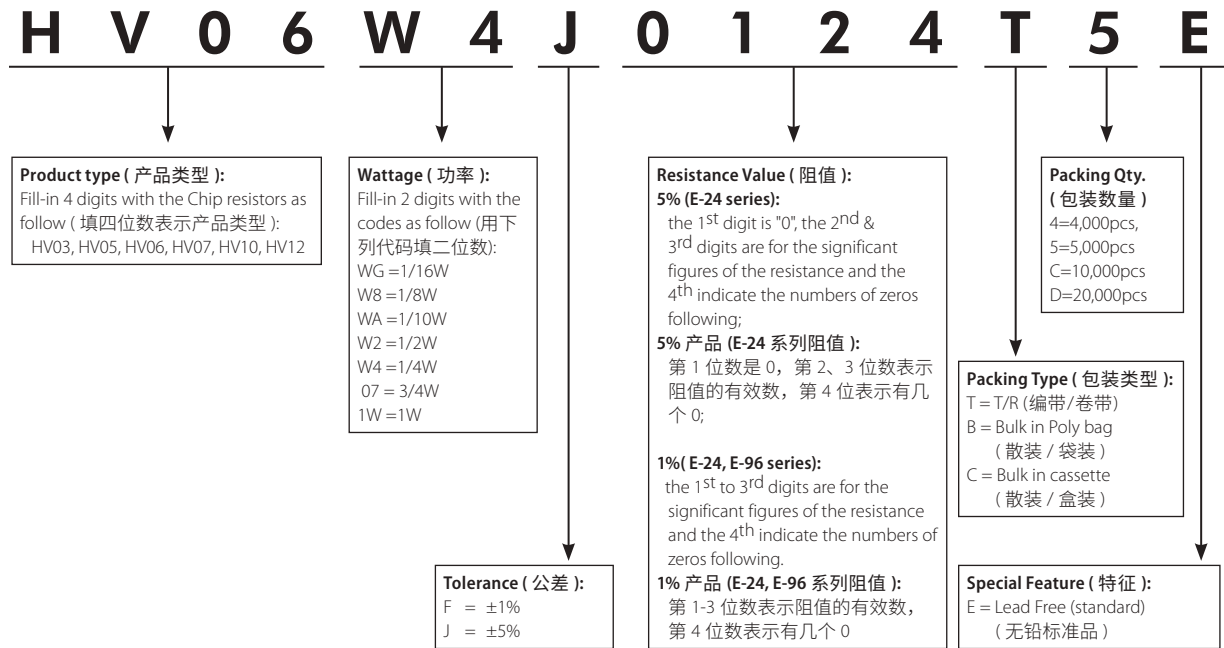 H V 0 6 W 4 J 0 1 2 4 T 5 E
Product type ( 产品类型 ):
Fill-in 4 digits with the Chip resistors as
follow ( 填四位数表示产品类型 ):
HV03, HV05, HV06, HV07, HV10, HV12
Wattage ( 功率 ):
Fill-in 2 digits with the
codes as follow (用下
列代码填二位数):
WG =1/16W
W8 =1/8W
WA =1/10W
W2 =1/2W
W4 =1/4W
07 = 3/4W
1W =1W
Tolerance ( 公差 ):
F = ±1%
J = ±5%
Resistance Value ( 阻值 ):
5% (E-24 series):
the 1st digit is "0", the 2nd &
3rd digits are for the significant
figures of the resistance and the
4th indicate the numbers of zeros
following;
5% 产品 (E-24 系列阻值 ):
第 1 位数是 0，第 2、3 位数表示
阻值的有效数，第 4 位表示有几
个 0;
1%( E-24, E-96 series):
the 1st to 3rd digits are for the
significant figures of the resistance
and the 4th indicate the numbers of
zeros following.
1% 产品 (E-24, E-96 系列阻值 ):
第 1-3 位数表示阻值的有效数，
第 4 位数表示有几个 0
Packing Qty.
( 包装数量 )
4=4,000pcs,
5=5,000pcs
C=10,000pcs
D=20,000pcs
Packing Type ( 包装类型 ):
T = T/R (编带/卷带)
B = Bulk in Poly bag
( 散装 / 袋装 )
C = Bulk in cassette
( 散装 / 盒装 )
Special Feature ( 特征 ):
E = Lead Free (standard)
( 无铅标准品 )